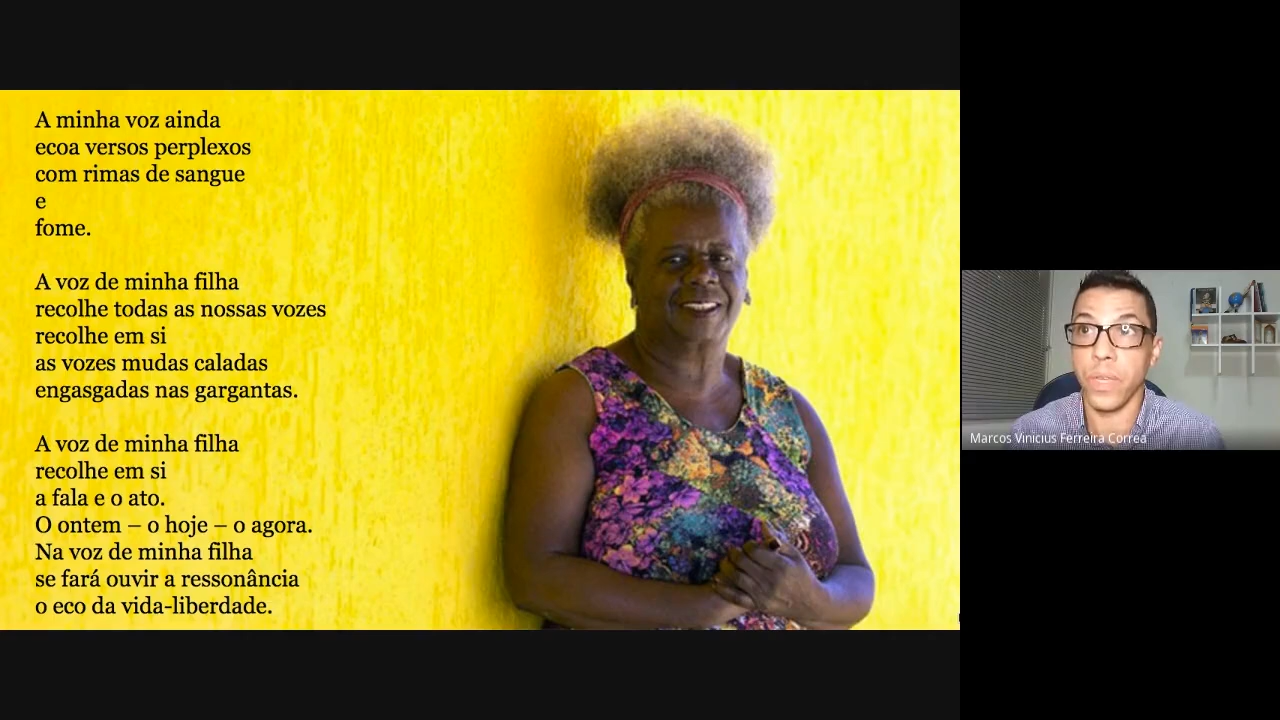 A minha voz ainda
ecoa versos perplexos
com rimas de sangue
e
fome.
A voz de minha filha
recolhe todas as nossas vozes
recolhe em si
as vozes mudas caladas
engasgadas nas gargantas.
A voz de minha filha
recolhe em si
a fala e o ato.
O ontem – o hoje – o agora.
Na voz de minha filha
se fará ouvir a ressonância
o eco da vida-liberdade.
Marcos Vinicius Ferreira Correa